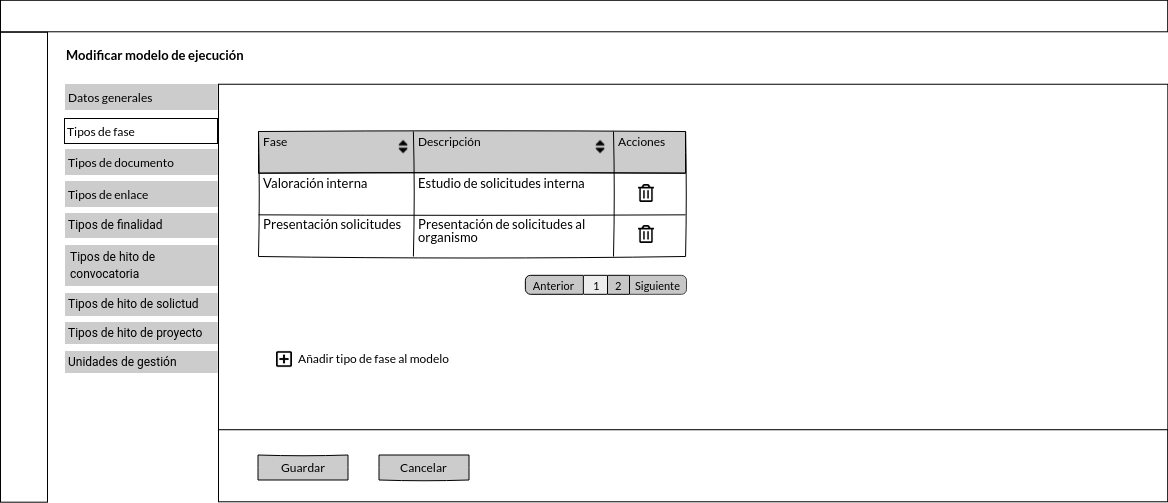 Modificar modelo de ejecución
Datos generales
Tipos de fase
Tipos de documento
Tipos de enlace
Tipos de finalidad
Tipos de hito de
convocatoria
Tipos de hito de solictud
Tipos de hito de proyecto
Unidades de gestión
Fase Descripción Acciones
Valoración interna Estudio de solicitudes interna
Presentación solicitudes Presentación de solicitudes al
organismo
Anterior 1 2 Siguiente
Añadir tipo de fase al modelo
Guardar Cancelar